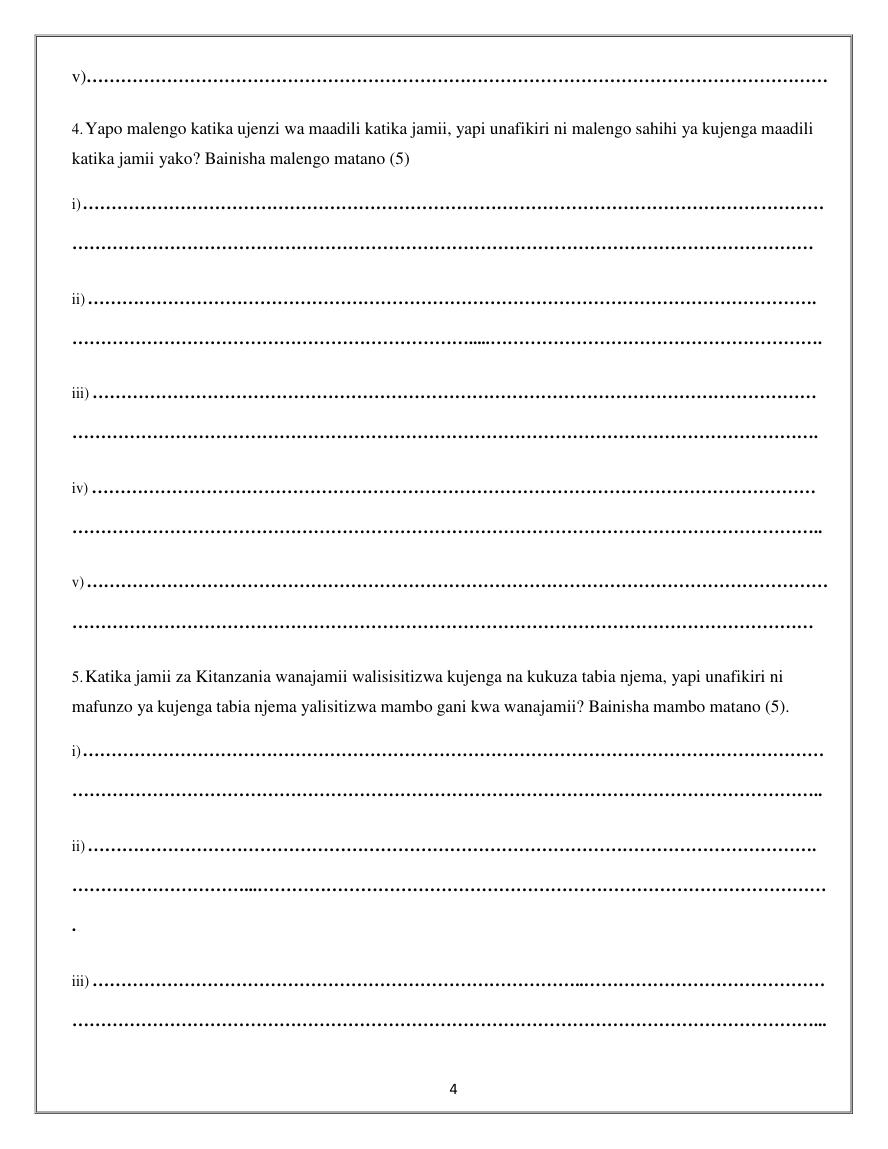 v)…………………………………………………………………………………………………………………
4. Yapo malengo katika ujenzi wa maadili katika jamii, yapi unafikiri ni malengo sahihi ya kujenga maadili
katika jamii yako? Bainisha malengo matano (5)
i)…………………………………………………………………………………………………………………
…………………………………………………………………………………………………………………
ii)……………………………………………………………………………………………………………….
……………………………………………………………....………………………………………………….
iii)………………………………………………………………………………………………………………
………………………………………………………………………………………………………………….
iv)………………………………………………………………………………………………………………
…………………………………………………………………………………………………………………..
v)…………………………………………………………………………………………………………………
…………………………………………………………………………………………………………………
5. Katika jamii za Kitanzania wanajamii walisisitizwa kujenga na kukuza tabia njema, yapi unafikiri ni
mafunzo ya kujenga tabia njema yalisitizwa mambo gani kwa wanajamii? Bainisha mambo matano (5).
i)…………………………………………………………………………………………………………………
…………………………………………………………………………………………………………………..
ii)……………………………………………………………………………………………………………….
…………………………....………………………………………………………………………………………
.
iii)…………………………………………………………………………..……………………………………
…………………………………………………………………………………………………………………...
4